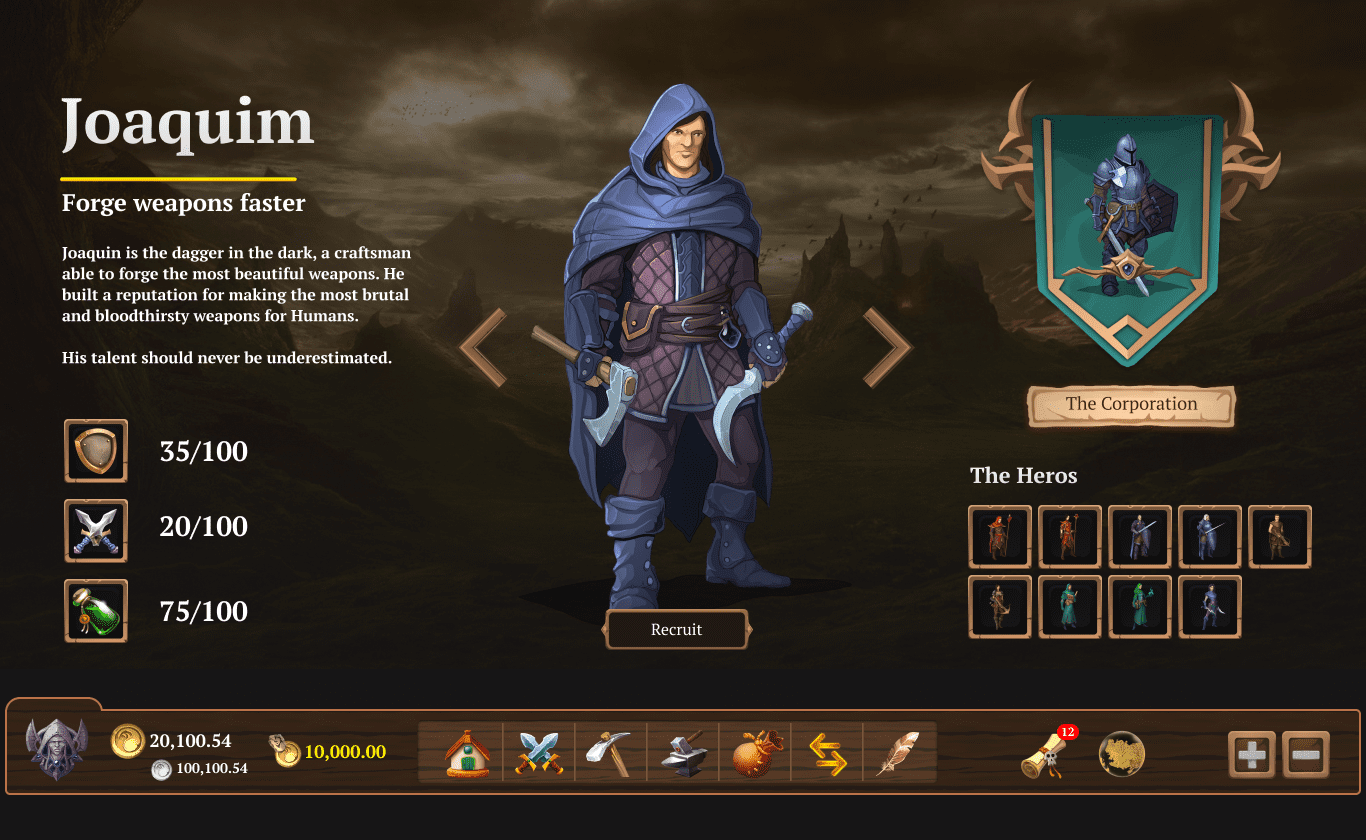 Joaquim
Forge weapons faster
Joaquin is the dagger in the dark, a craftsman
able to forge the most beautiful weapons. He
built a reputation for making the most brutal
and bloodthirsty weapons for Humans.
His talent should never be underestimated.
35/100
20/100
75/100
Recruit
The Corporation
The Heros
20,100.54
100,100.54
10,000.00
12